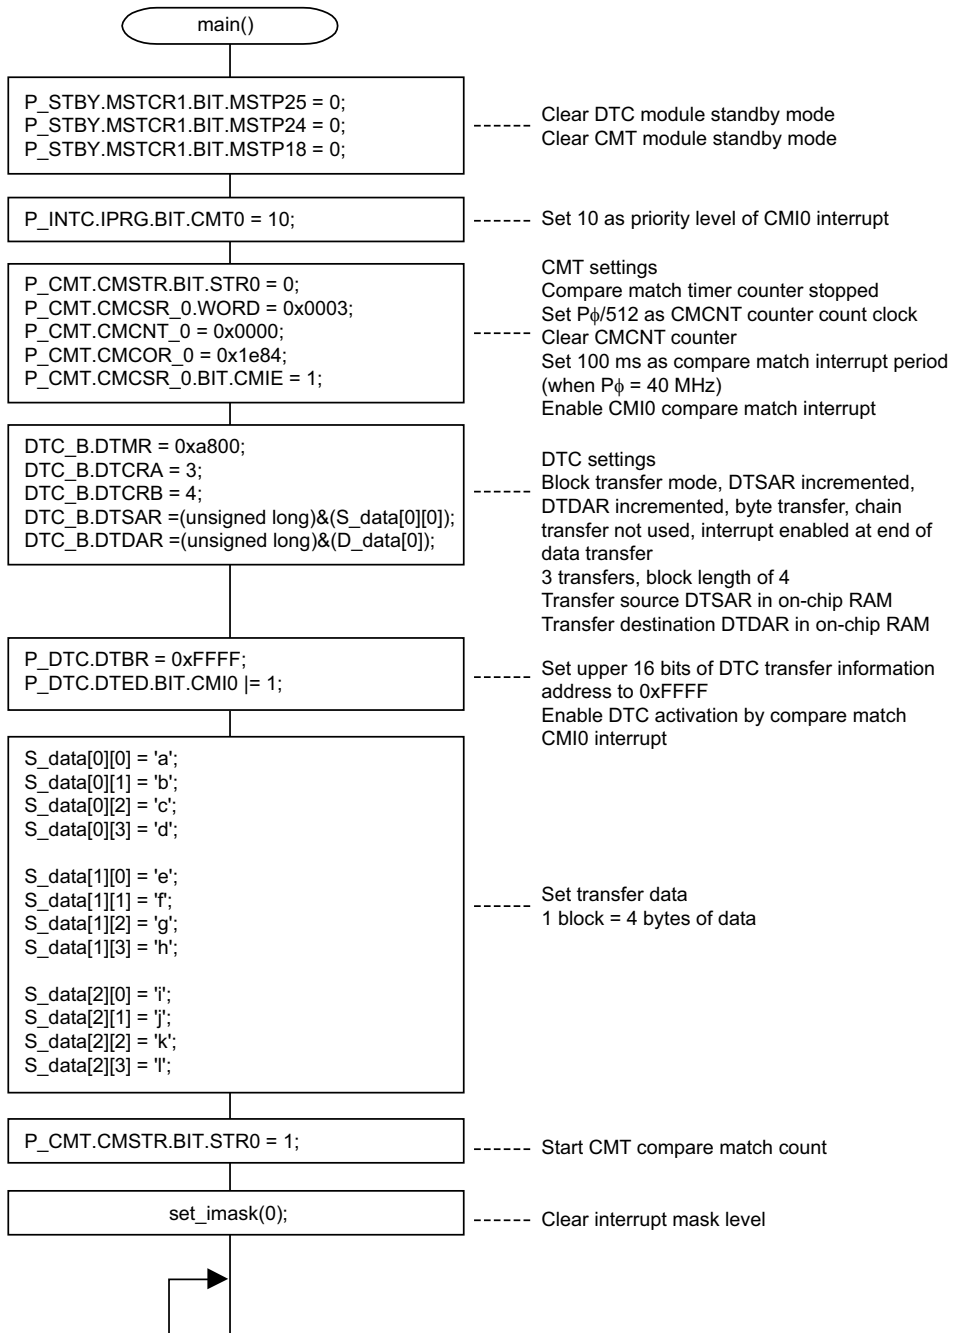 main()
P_STBY.MSTCR1.BIT.MSTP25 = 0;
P_STBY.MSTCR1.BIT.MSTP24 = 0;
P_STBY.MSTCR1.BIT.MSTP18 = 0;
Clear DTC module standby mode
Clear CMT module standby mode
P_INTC.IPRG.BIT.CMT0 = 10;
Set 10 as priority level of CMI0 interrupt
P_CMT.CMSTR.BIT.STR0 = 0;
P_CMT.CMCSR_0.WORD = 0x0003;
P_CMT.CMCNT_0 = 0x0000;
P_CMT.CMCOR_0 = 0x1e84;
P_CMT.CMCSR_0.BIT.CMIE = 1;
CMT settings
Compare match timer counter stopped
Set Pϕ/512 as CMCNT counter count clock
Clear CMCNT counter
Set 100 ms as compare match interrupt period
(when Pϕ = 40 MHz)
Enable CMI0 compare match interrupt
DTC_B.DTMR = 0xa800;
DTC_B.DTCRA = 3;
DTC_B.DTCRB = 4;
DTC_B.DTSAR =(unsigned long)&(S_data[0][0]);
DTC_B.DTDAR =(unsigned long)&(D_data[0]);
DTC settings
Block transfer mode, DTSAR incremented,
DTDAR incremented, byte transfer, chain
transfer not used, interrupt enabled at end of
data transfer
3 transfers, block length of 4
Transfer source DTSAR in on-chip RAM
Transfer destination DTDAR in on-chip RAM
P_DTC.DTBR = 0xFFFF;
P_DTC.DTED.BIT.CMI0 |= 1;
Set upper 16 bits of DTC transfer information
address to 0xFFFF
Enable DTC activation by compare match
CMI0 interrupt
S_data[0][0] = 'a';
S_data[0][1] = 'b';
S_data[0][2] = 'c';
S_data[0][3] = 'd';
S_data[1][0] = 'e';
S_data[1][1] = 'f';
S_data[1][2] = 'g';
S_data[1][3] = 'h';
S_data[2][0] = 'i';
S_data[2][1] = 'j';
S_data[2][2] = 'k';
S_data[2][3] = 'l';
Set transfer data
1 block = 4 bytes of data
P_CMT.CMSTR.BIT.STR0 = 1;
Start CMT compare match count
set_imask(0);
Clear interrupt mask level